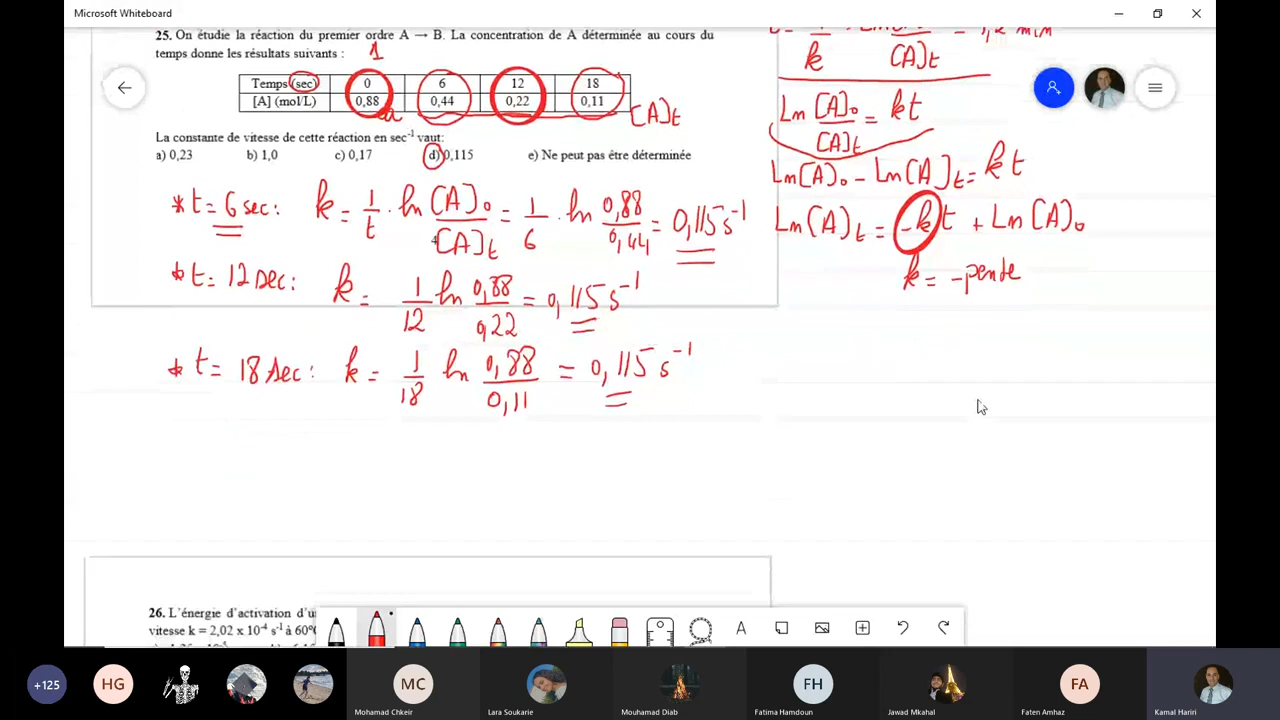 Microsoft Whiteboard
25. On étudie la réaction du premier ordre A → B. La concentration de A déterminée au cours du
temps donne les résultats suivants :
1
Temps (sec) 0 6 12 18
[A] (mol/L) 0,88 0,44 0,22 0,11
a
[A]t
La constante de vitesse de cette réaction en sec-1 vaut:
a) 0,23 b) 1,0 c) 0,17 d) 0,115 e) Ne peut pas être déterminée
* t = 6 sec: k = 1/t . ln [A]o/[A]t = 1/6 . ln 0,88/0,44 = 0,115 s-1
* t = 12 sec: k = 1/12 ln 0,88/0,22 = 0,115 s-1
* t = 18 sec: k = 1/18 ln 0,88/0,11 = 0,115 s-1
k [A]t min
Ln [A]o/[A]t = kt
Ln[A]o - Ln[A]t = kt
Ln[A]t = -kt + Ln[A]o
k = -pente
26. L'énergie d'activation d'u
vitesse k = 2,02 x 10-4 s-1 à 60°
A
+125
HG
MC
FH
FA
Mohamad Chkeir
Lara Soukarie
Mouhamad Diab
Fatima Hamdoun
Jawad Mkahal
Faten Amhaz
Kamal Hariri